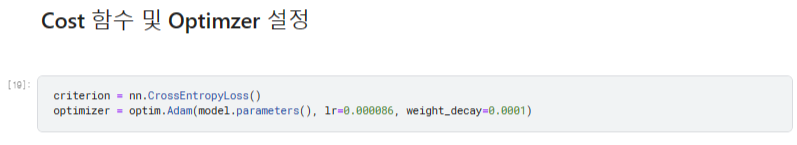 Cost 함수 및 Optimzer 설정
[19]:
criterion = nn.CrossEntropyLoss()
optimizer = optim.Adam(model.parameters(), lr=0.000086, weight_decay=0.0001)